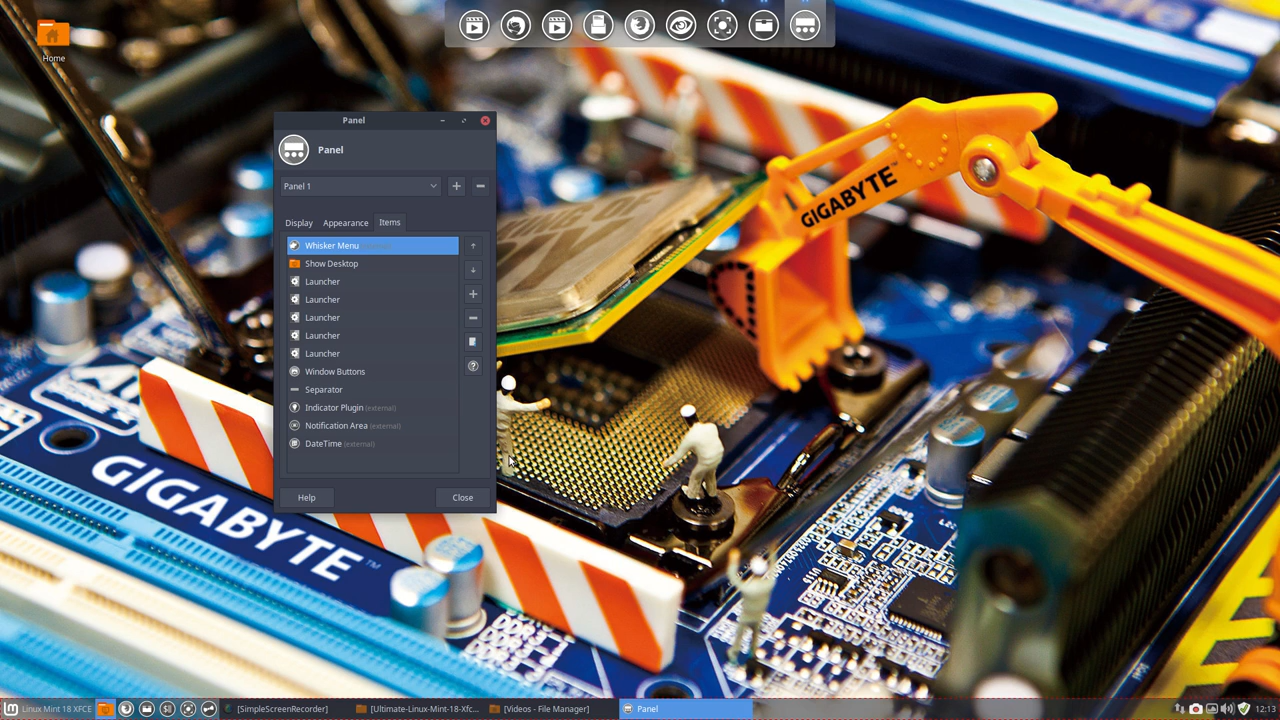 Home
Panel
Panel
Panel 1
Display Appearance Items
Whisker Menu
Show Desktop
Launcher
Launcher
Launcher
Launcher
Launcher
Window Buttons
Separator
Indicator Plugin (external)
Notification Area (external)
DateTime (external)
Help Close
GIGABYTE™
GIGABYTE™
Linux Mint 18 XFCE [SimpleScreenRecorder] [Ultimate-Linux-Mint-18-Xfc... [Videos - File Manager] Panel 12:13